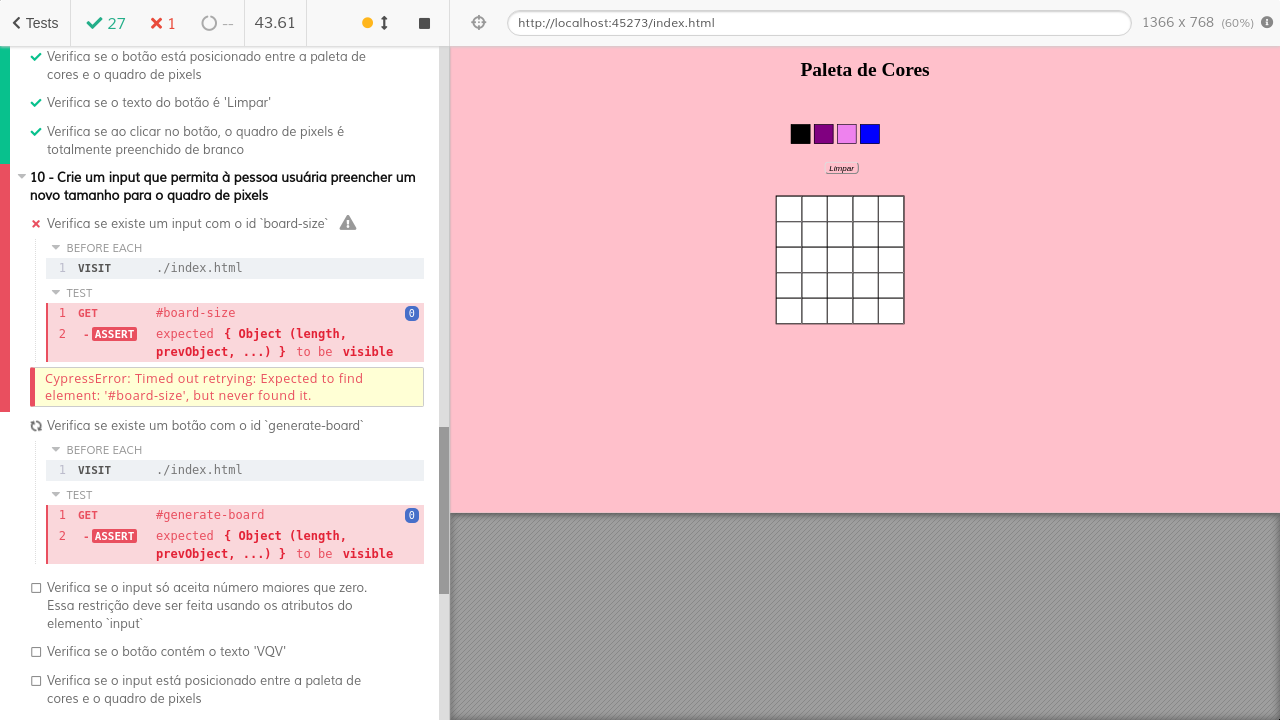 Tests
27
1
--
43.61
http://localhost:45273/index.html
1366 x 768 (60%)
Verifica se o botão está posicionado entre a paleta de
cores e o quadro de pixels
Verifica se o texto do botão é 'Limpar'
Verifica se ao clicar no botão, o quadro de pixels é
totalmente preenchido de branco
10 - Crie um input que permita à pessoa usuária preencher um
novo tamanho para o quadro de pixels
Verifica se existe um input com o id `board-size`
BEFORE EACH
1 VISIT ./index.html
TEST
1 GET #board-size 0
2 - ASSERT expected { Object (length,
prevObject, ...) } to be visible
CypressError: Timed out retrying: Expected to find
element: '#board-size', but never found it.
Verifica se existe um botão com o id `generate-board`
BEFORE EACH
1 VISIT ./index.html
TEST
1 GET #generate-board 0
2 - ASSERT expected { Object (length,
prevObject, ...) } to be visible
Verifica se o input só aceita número maiores que zero.
Essa restrição deve ser feita usando os atributos do
elemento `input`
Verifica se o botão contém o texto 'VQV'
Verifica se o input está posicionado entre a paleta de
cores e o quadro de pixels
Paleta de Cores
Limpar